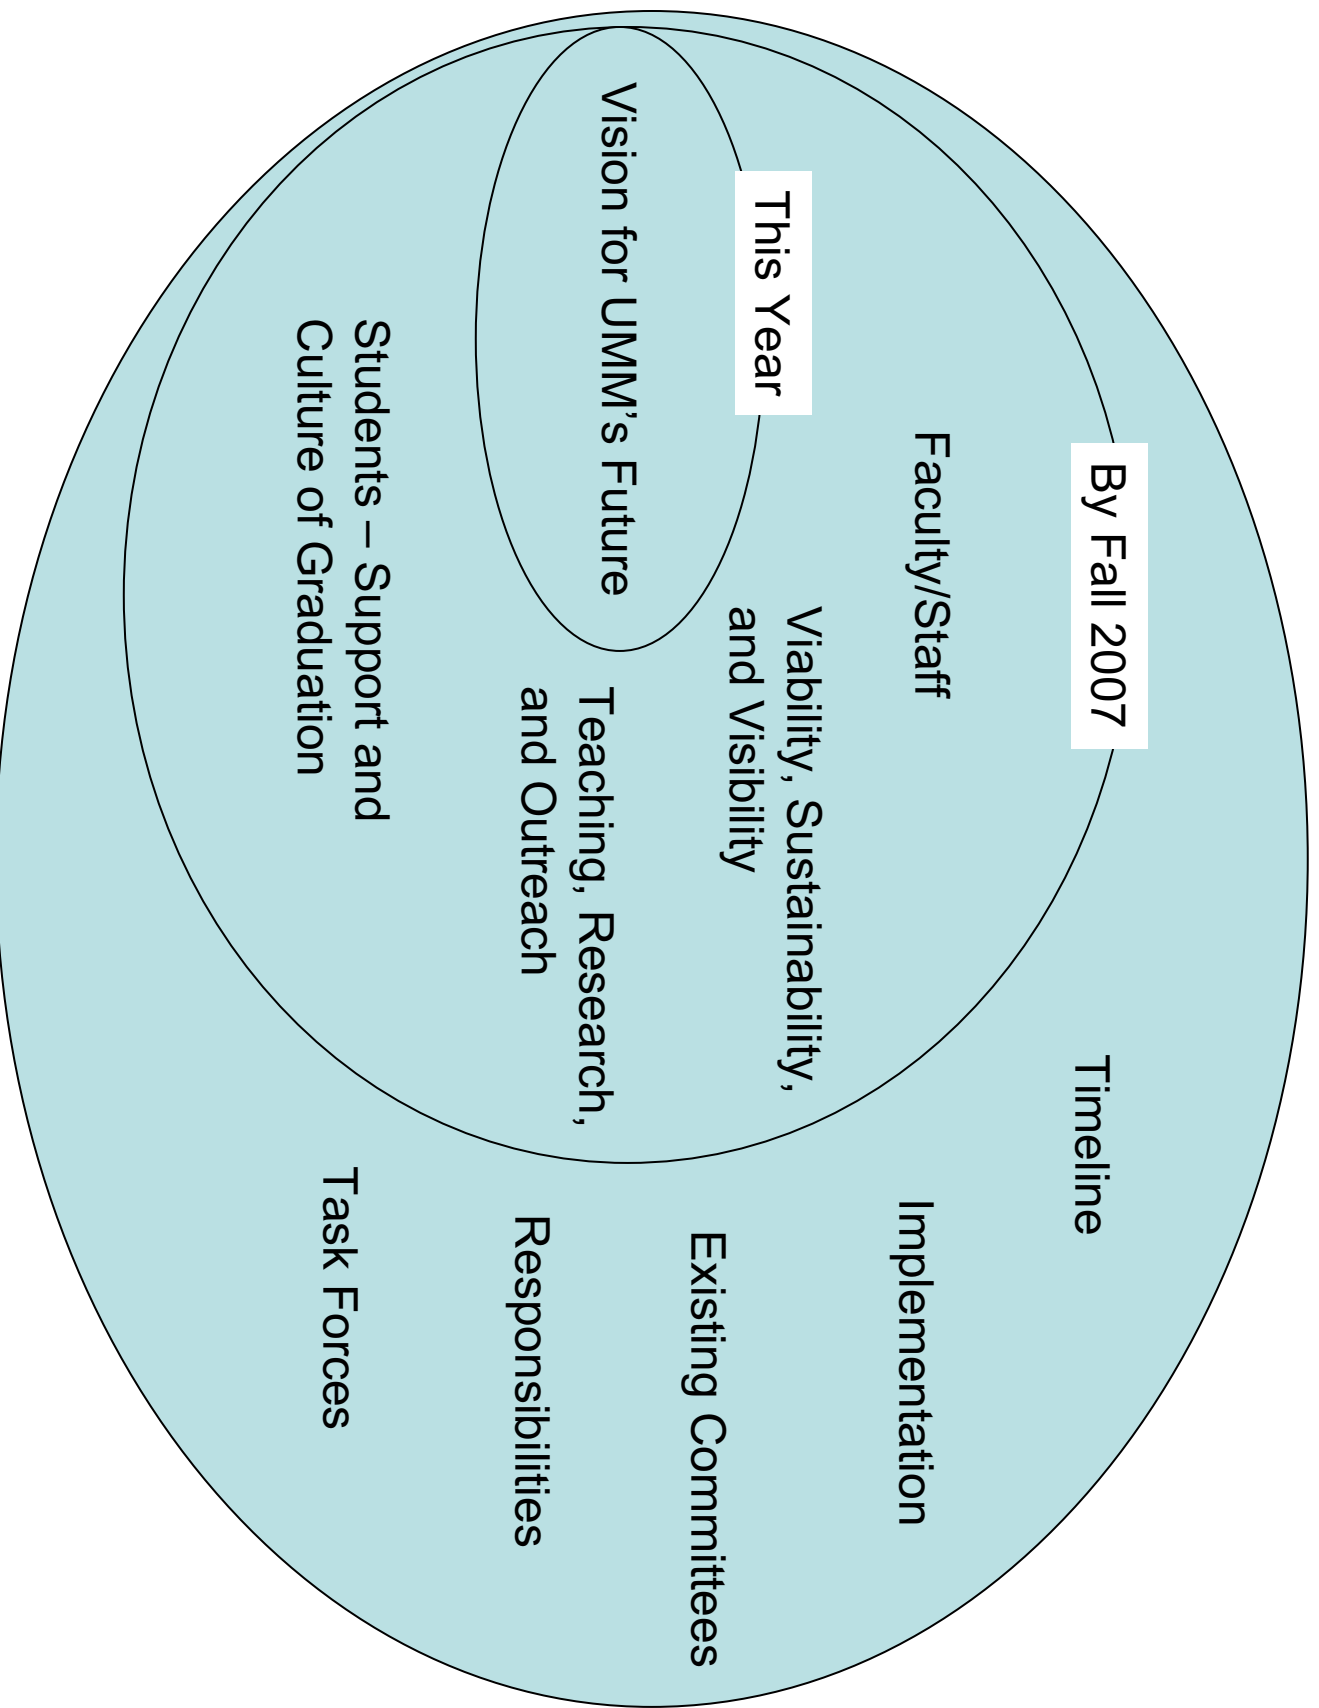 By Fall 2007
This Year
Vision for UMM's Future
Faculty/Staff
Viability, Sustainability,
and Visibility
Teaching, Research,
and Outreach
Students – Support and
Culture of Graduation
Timeline
Implementation
Existing Committees
Responsibilities
Task Forces